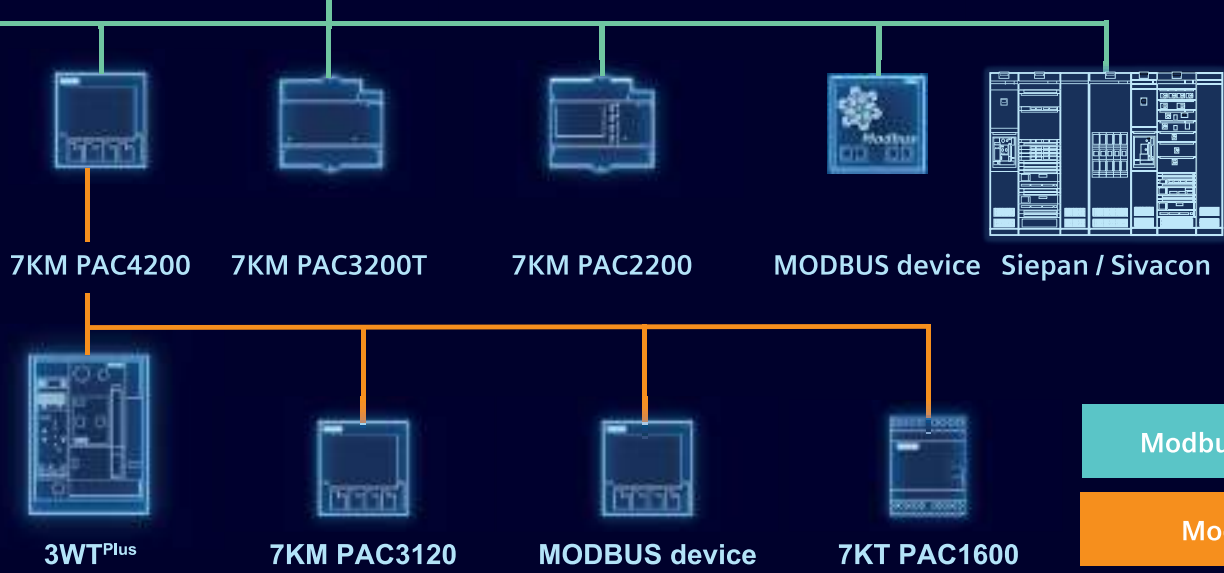 Modbus
7KM PAC4200
7KM PAC3200T
7KM PAC2200
MODBUS device
Siepan / Sivacon
3WTPlus
7KM PAC3120
MODBUS device
7KT PAC1600
Modbu
Mo